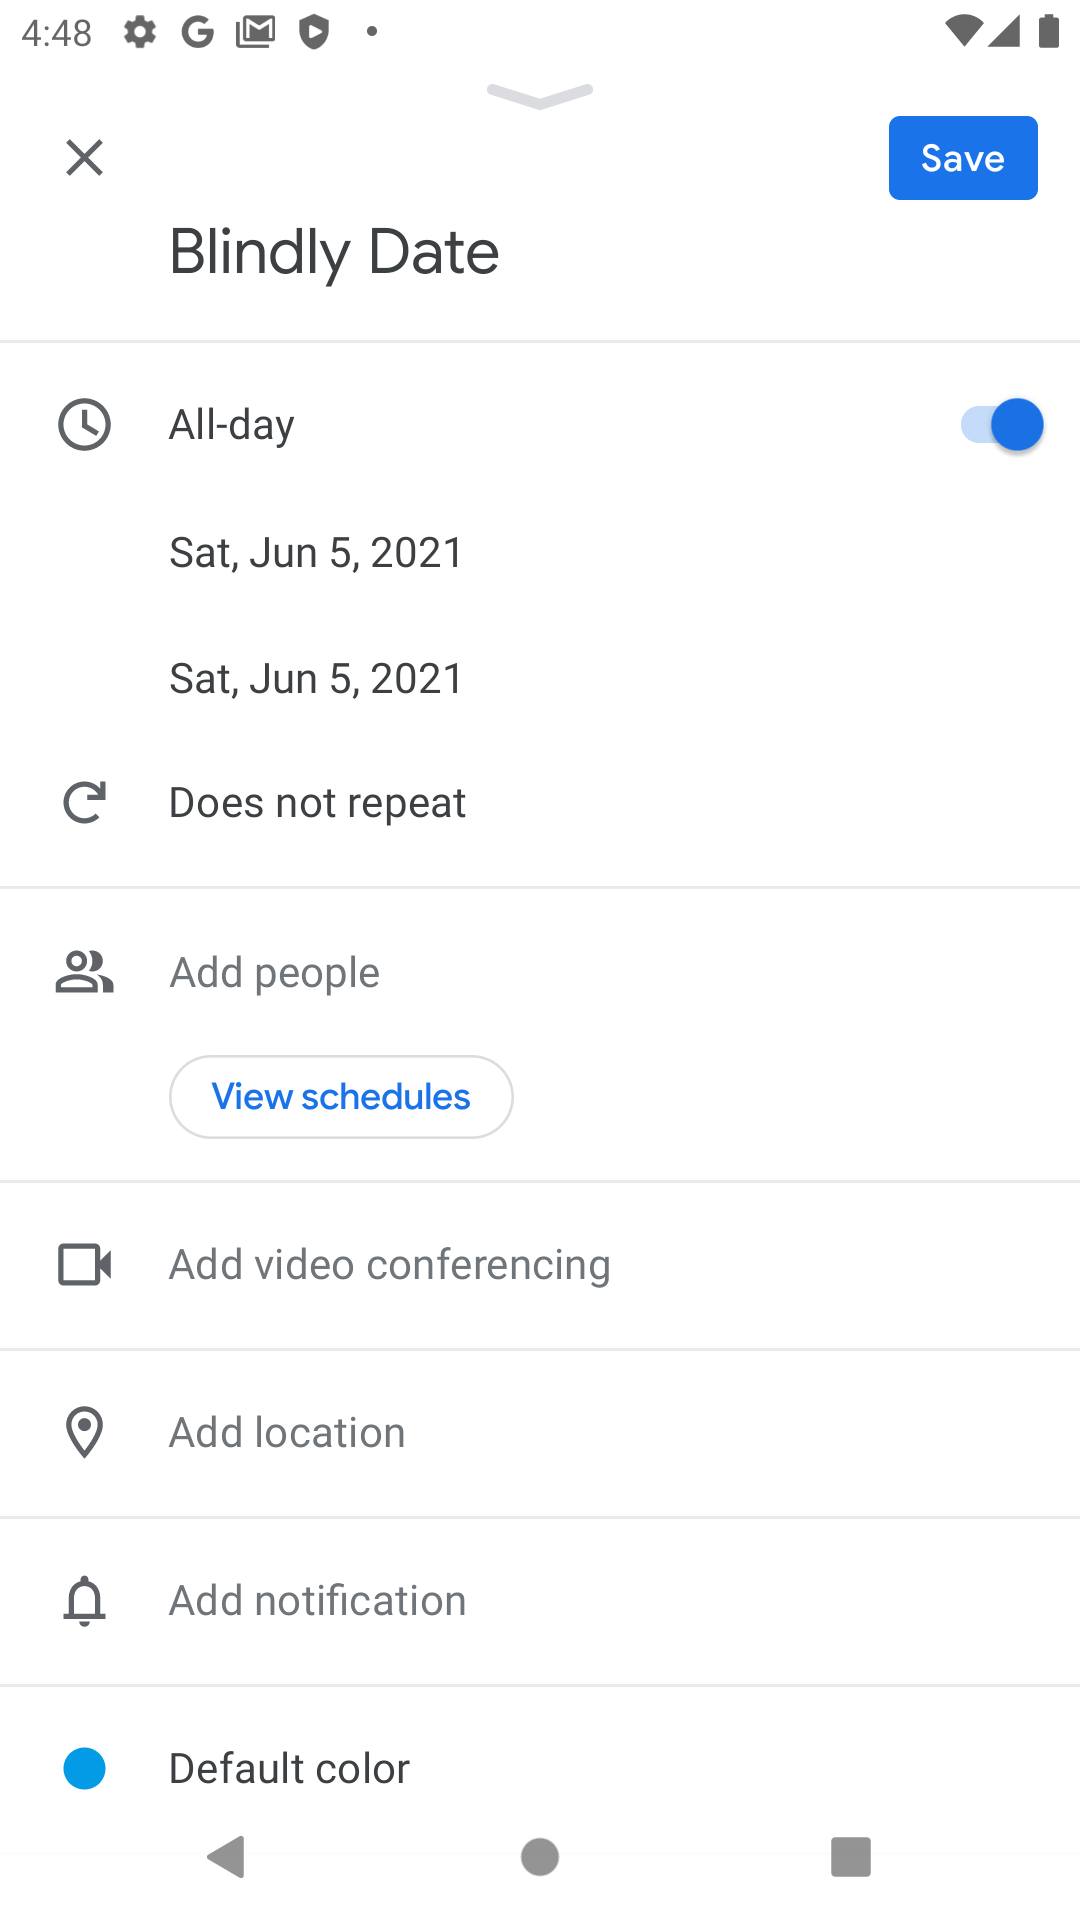 4:48
Save
Blindly Date
All-day
Sat, Jun 5, 2021
Sat, Jun 5, 2021
Does not repeat
Add people
View schedules
Add video conferencing
Add location
Add notification
Default color